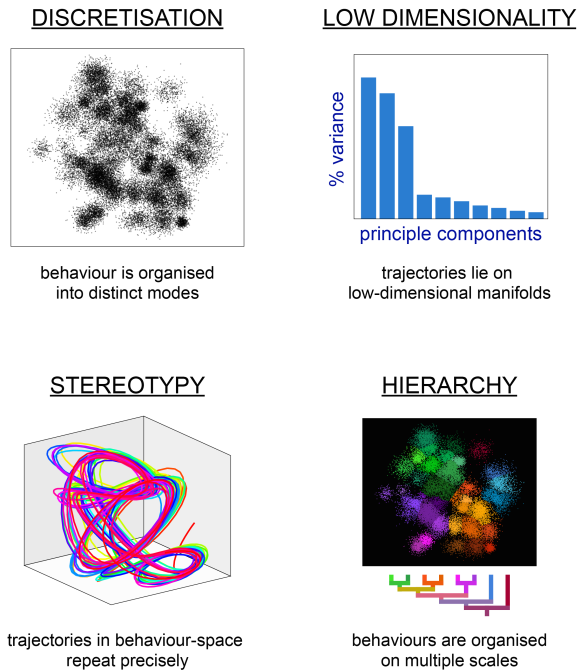 DISCRETISATION
behaviour is organised
into distinct modes
LOW DIMENSIONALITY
% variance
principle components
trajectories lie on
low-dimensional manifolds
STEREOTYPY
trajectories in behaviour-space
repeat precisely
HIERARCHY
behaviours are organised
on multiple scales